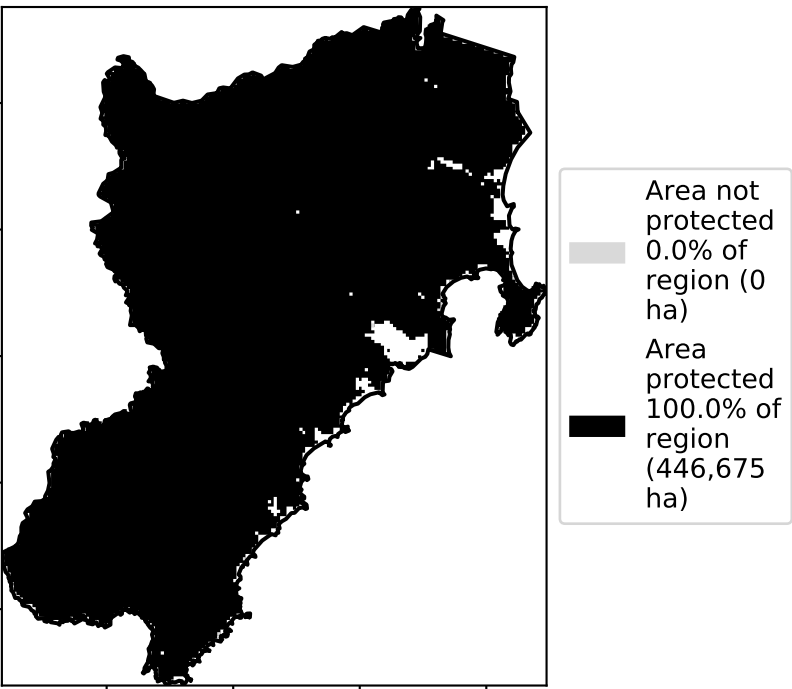 Area not
protected
0.0% of
region (0
ha)
Area
protected
100.0% of
region
(446,675
ha)